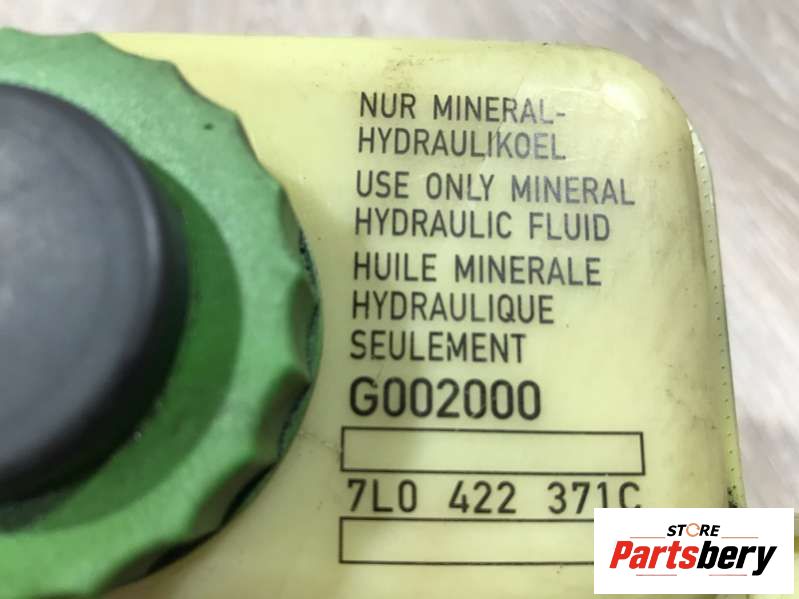 NUR MINERAL-
HYDRAULIKOEL
USE ONLY MINERAL
HYDRAULIC FLUID
HUILE MINERALE
HYDRAULIQUE
SEULEMENT
G002000
7L0 422 371C
STORE
Partsbery